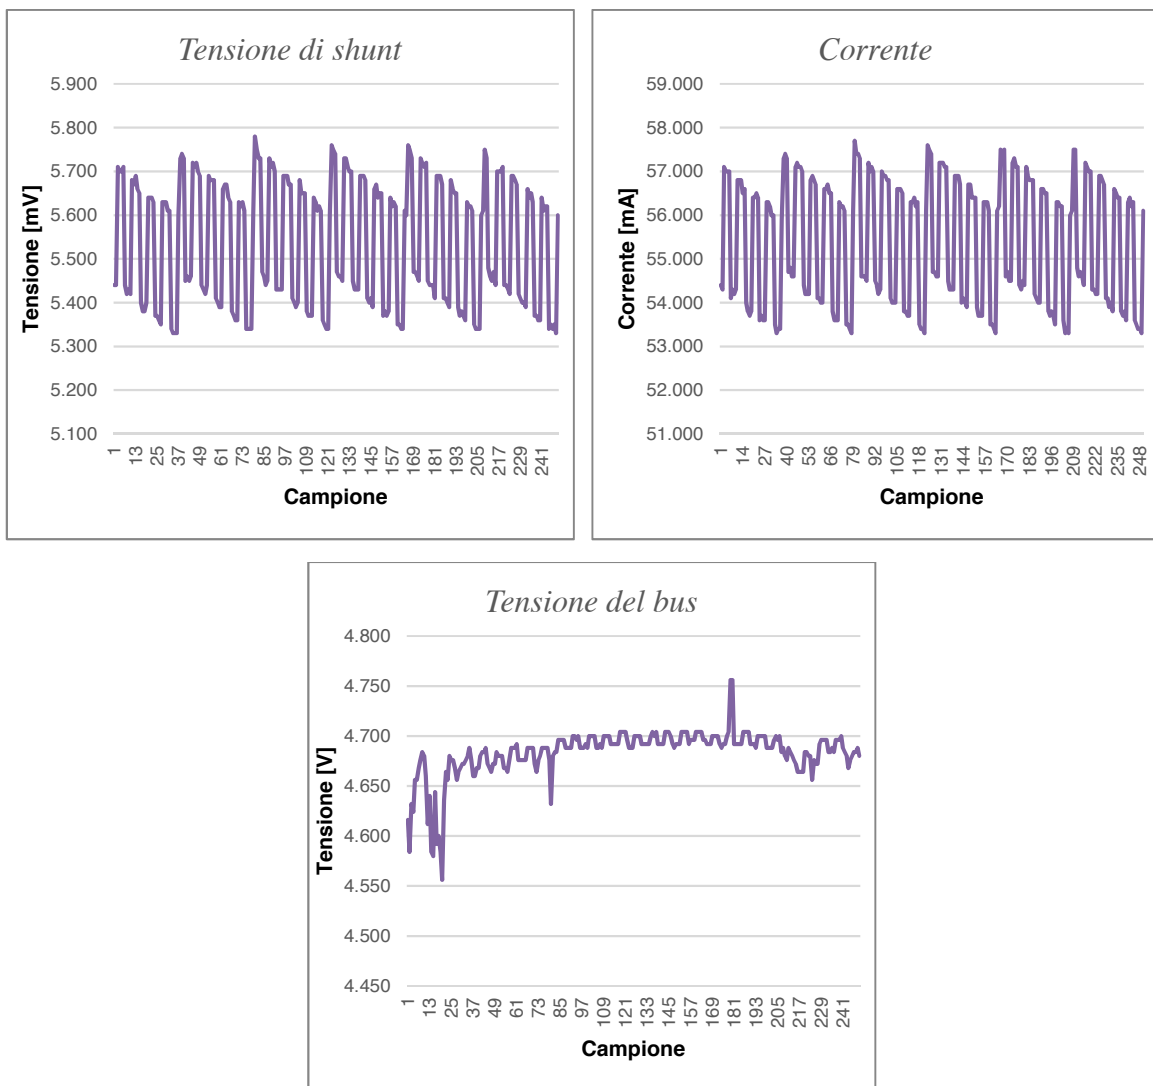 Tensione di shunt
5.900
5.800
5.700
5.600
5.500
5.400
5.300
5.200
5.100
Tensione [mV]
1 13 25 37 49 61 73 85 97 109 121 133 145 157 169 181 193 205 217 229 241
Campione
Corrente
59.000
58.000
57.000
56.000
55.000
54.000
53.000
52.000
51.000
Corrente [mA]
1 14 27 40 53 66 79 92 105 118 131 144 157 170 183 196 209 222 235 248
Campione
Tensione del bus
4.800
4.750
4.700
4.650
4.600
4.550
4.500
4.450
Tensione [V]
1 13 25 37 49 61 73 85 97 109 121 133 145 157 169 181 193 205 217 229 241
Campione